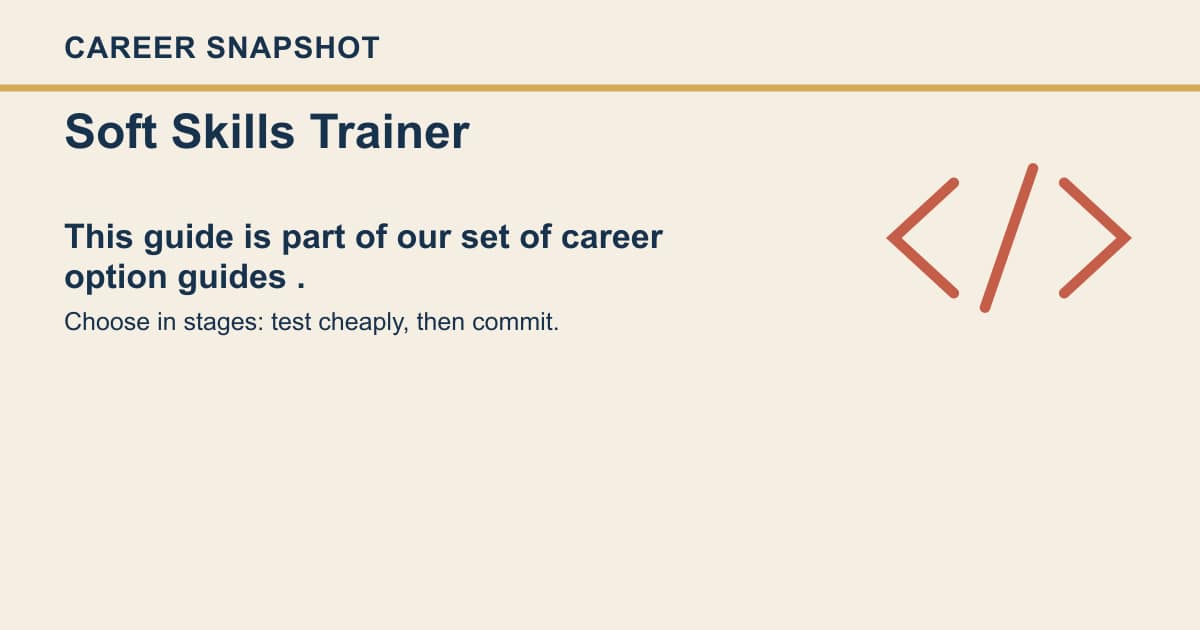 CAREER SNAPSHOT
Soft Skills Trainer
This guide is part of our set of career
option guides .
Choose in stages: test cheaply, then commit.